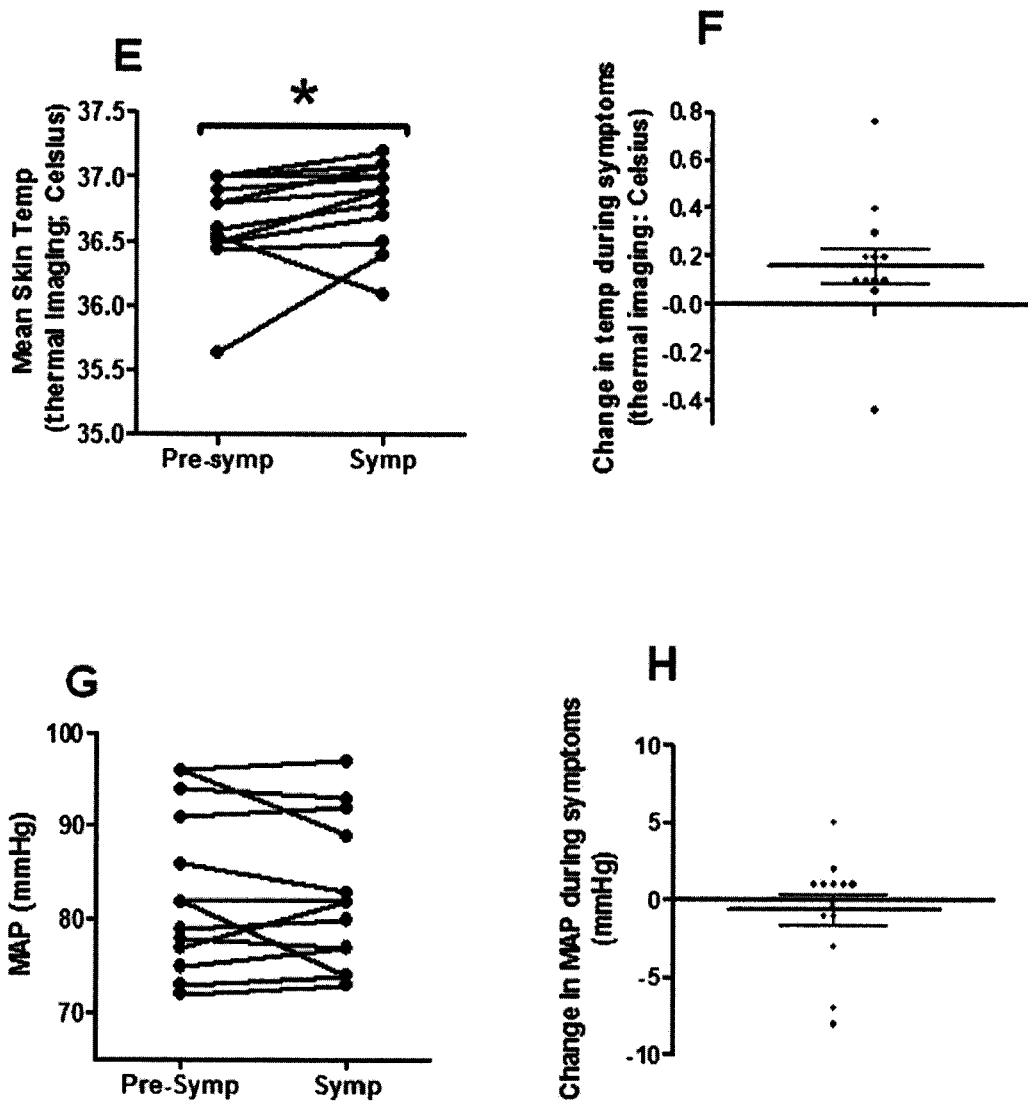 E
*
Mean Skin Temp
(thermal Imaging; Celsius)
37.5
37.0
36.5
36.0
35.5
35.0
Pre-symp Symp
F
Change in temp during symptoms
(thermal imaging: Celsius)
0.8
0.6
0.4
0.2
-0.0
-0.2
-0.4
G
MAP (mmHg)
100
90
80
70
Pre-Symp Symp
H
Change in MAP during symptoms
(mmHg)
10
5
0
-5
-10